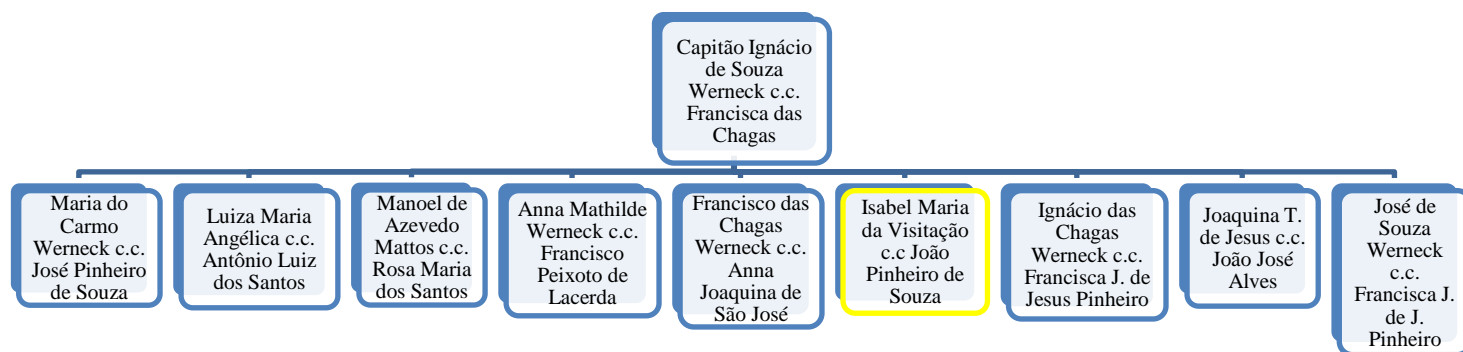 Capitão Ignácio
de Souza
Werneck c.c.
Francisca das
Chagas
Maria do
Carmo
Werneck c.c.
José Pinheiro
de Souza
Luiza Maria
Angélica c.c.
Antônio Luiz
dos Santos
Manoel de
Azevedo
Mattos c.c.
Rosa Maria
dos Santos
Anna Mathilde
Werneck c.c.
Francisco
Peixoto de
Lacerda
Francisco das
Chagas
Werneck c.c.
Anna
Joaquina de
São José
Isabel Maria
da Visitação
c.c João
Pinheiro de
Souza
Ignácio das
Chagas
Werneck c.c.
Francisca J. de
Jesus Pinheiro
Joaquina T.
de Jesus c.c.
João José
Alves
José de
Souza
Werneck
c.c.
Francisca J.
de J.
Pinheiro